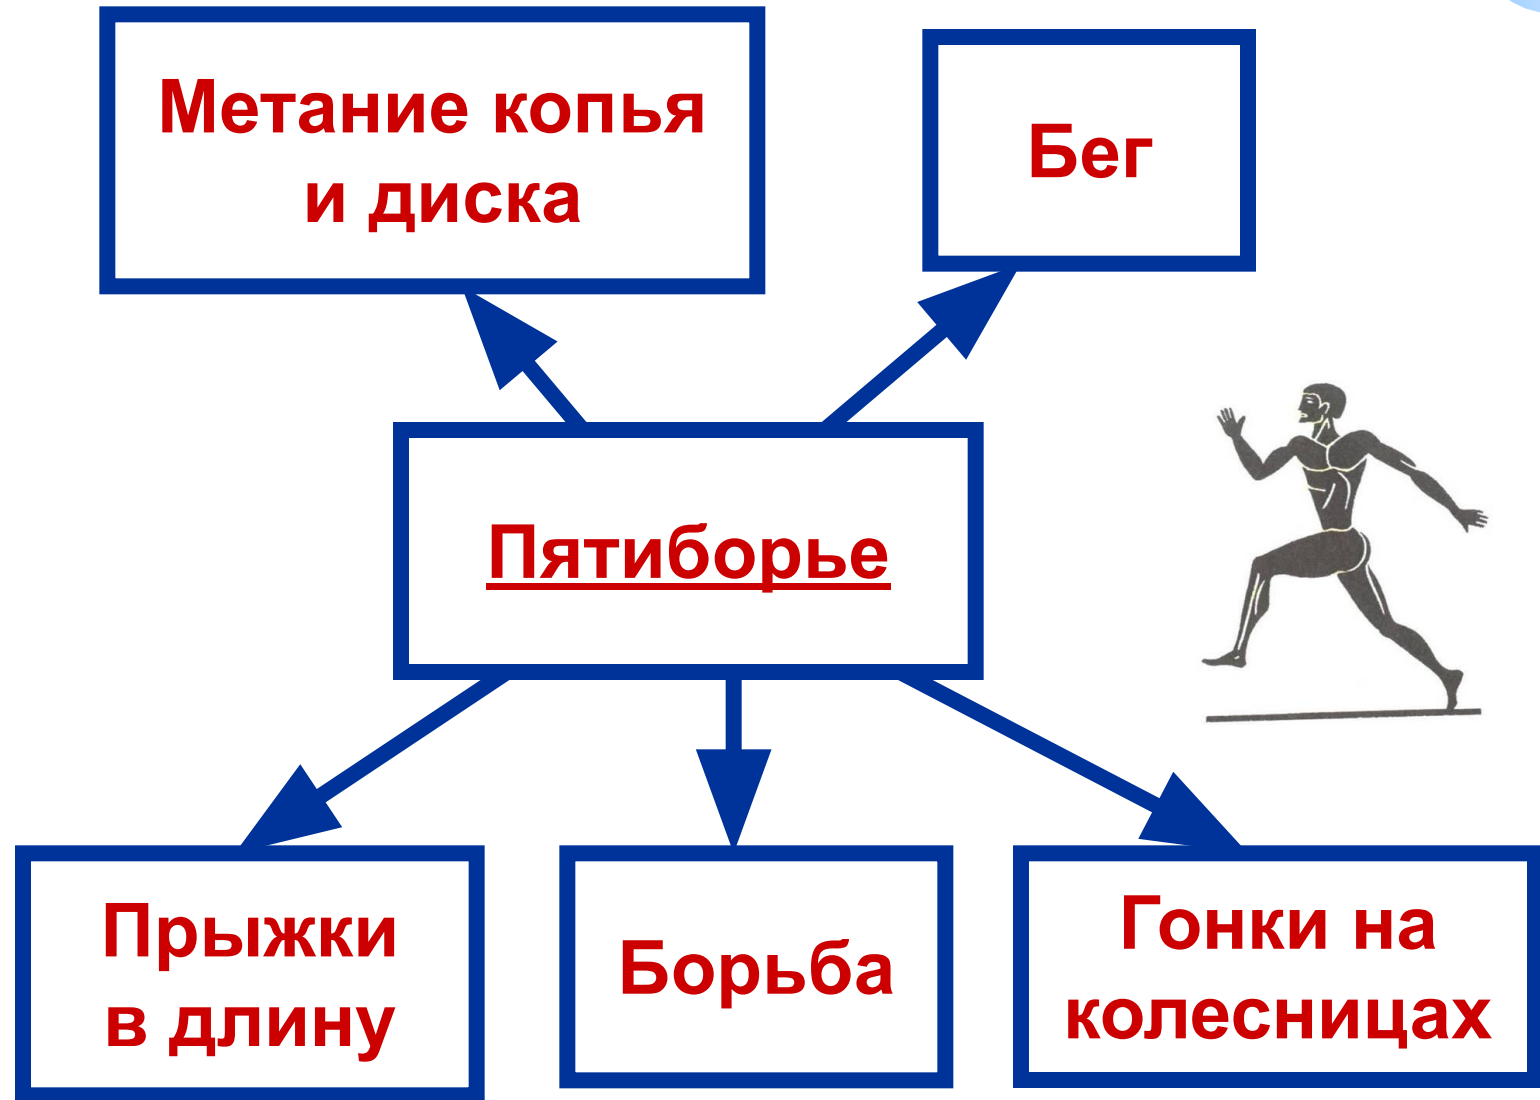 Метание копья
и диска
Бег
Пятиборье
Прыжки
в длину
Борьба
Гонки на
колесницах